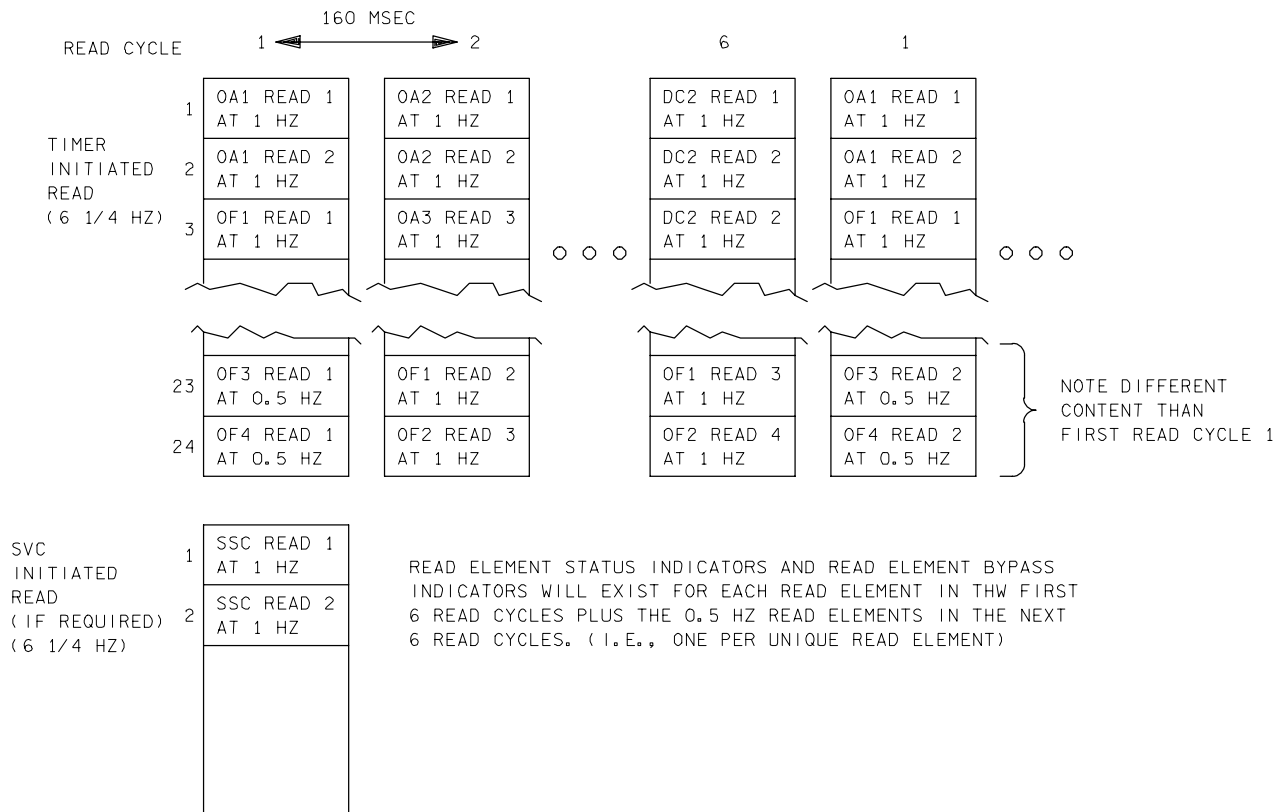 160 MSEC
READ CYCLE 1 2 6 1
1 OA1 READ 1 OA2 READ 1 DC2 READ 1 OA1 READ 1
AT 1 HZ AT 1 HZ AT 1 HZ AT 1 HZ
TIMER
INITIATED
READ
(6 1/4 HZ)
2 OA1 READ 2 OA2 READ 2 DC2 READ 2 OA1 READ 2
AT 1 HZ AT 1 HZ AT 1 HZ AT 1 HZ
3 OF1 READ 1 OA3 READ 3 DC2 READ 2 OF1 READ 1
AT 1 HZ AT 1 HZ AT 1 HZ AT 1 HZ
23 OF3 READ 1 OF1 READ 2 OF1 READ 3 OF3 READ 2
AT 0.5 HZ AT 1 HZ AT 1 HZ AT 0.5 HZ
24 OF4 READ 1 OF2 READ 3 OF2 READ 4 OF4 READ 2
AT 0.5 HZ AT 1 HZ AT 1 HZ AT 0.5 HZ
NOTE DIFFERENT
CONTENT THAN
FIRST READ CYCLE 1
SVC
INITIATED
READ
(IF REQUIRED)
(6 1/4 HZ)
1 SSC READ 1
AT 1 HZ
2 SSC READ 2
AT 1 HZ
READ ELEMENT STATUS INDICATORS AND READ ELEMENT BYPASS
INDICATORS WILL EXIST FOR EACH READ ELEMENT IN THW FIRST
6 READ CYCLES PLUS THE 0.5 HZ READ ELEMENTS IN THE NEXT
6 READ CYCLES. (I.E., ONE PER UNIQUE READ ELEMENT)